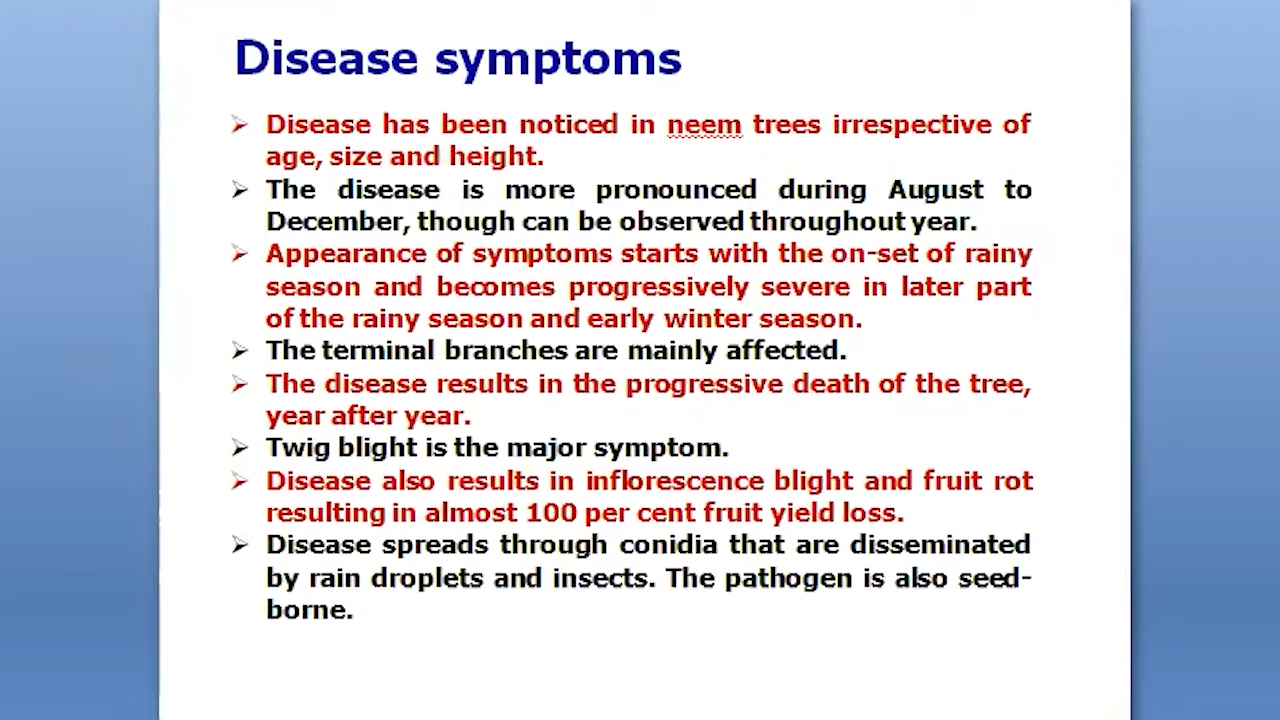 Disease symptoms
Disease has been noticed in neem trees irrespective of
age, size and height.
The disease is more pronounced during August to
December, though can be observed throughout year.
Appearance of symptoms starts with the on-set of rainy
season and becomes progressively severe in later part
of the rainy season and early winter season.
The terminal branches are mainly affected.
The disease results in the progressive death of the tree,
year after year.
Twig blight is the major symptom.
Disease also results in inflorescence blight and fruit rot
resulting in almost 100 per cent fruit yield loss.
Disease spreads through conidia that are disseminated
by rain droplets and insects. The pathogen is also seed-
borne.